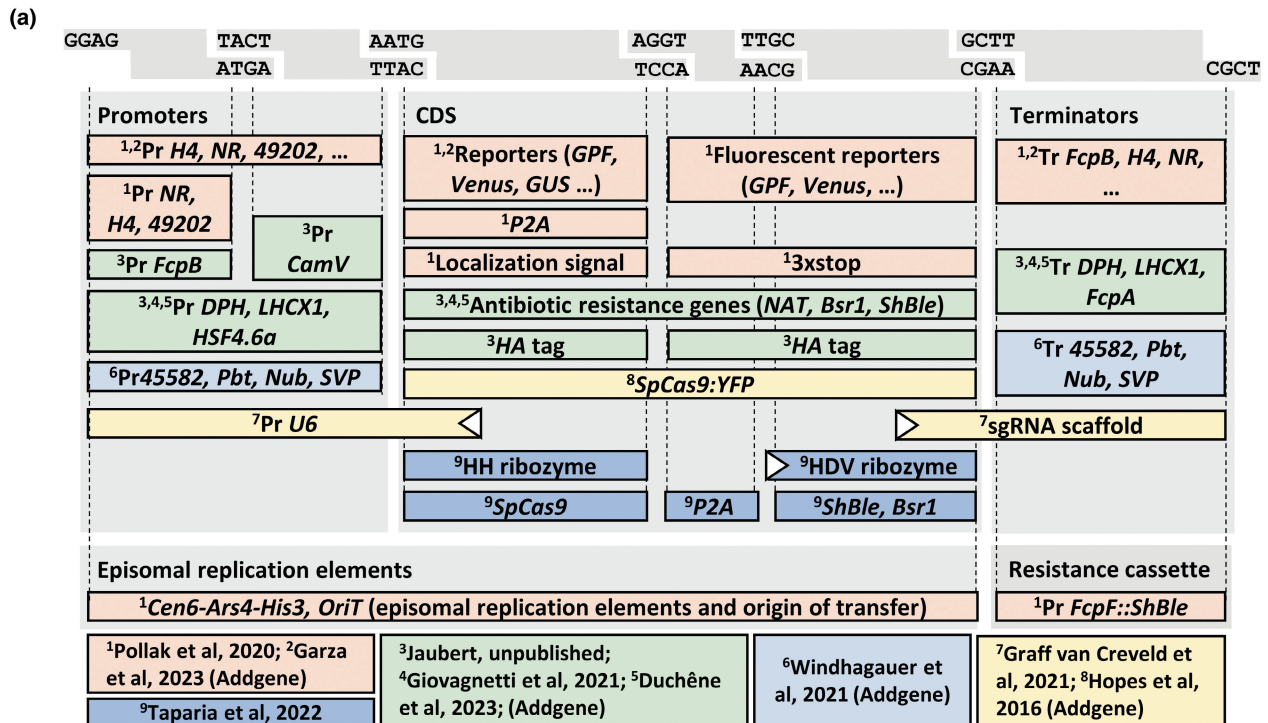 (a)
GGAG TACT AATG AGGT TTGC GCTT
ATGA TTAC TCCA AACG CGAA CGCT
Promoters
CDS
Terminators
1,2Pr H4, NR, 49202, …
1,2Reporters (GPF,
Venus, GUS …)
1Fluorescent reporters
(GPF, Venus, …)
1,2Tr FcpB, H4, NR,
…
1Pr NR,
H4, 49202
1P2A
3Pr
CamV
3Pr FcpB
1Localization signal
13xstop
3,4,5Tr DPH, LHCX1,
FcpA
3,4,5Pr DPH, LHCX1,
HSF4.6a
3,4,5Antibiotic resistance genes (NAT, Bsr1, ShBle)
3HA tag
3HA tag
6Tr 45582, Pbt,
Nub, SVP
6Pr45582, Pbt, Nub, SVP
8SpCas9:YFP
7Pr U6
7sgRNA scaffold
9HH ribozyme
9HDV ribozyme
9SpCas9
9P2A
9ShBle, Bsr1
Episomal replication elements
Resistance cassette
1Cen6-Ars4-His3, OriT (episomal replication elements and origin of transfer)
1Pr FcpF::ShBle
1Pollak et al, 2020; 2Garza
et al, 2023 (Addgene)
9Taparia et al, 2022
3Jaubert, unpublished;
4Giovagnetti et al, 2021; 5Duchêne
et al, 2023; (Addgene)
6Windhagauer et
al, 2021 (Addgene)
7Graff van Creveld et
al, 2021; 8Hopes et al,
2016 (Addgene)